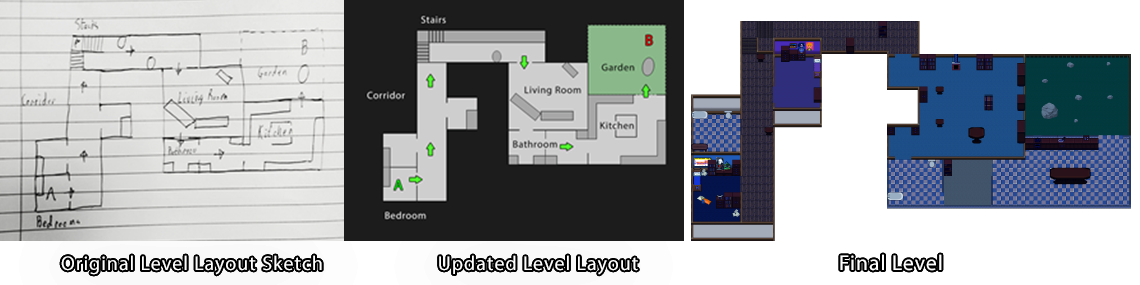 Stairs
B
Garden
Corridor
Living Room
Kitchen
Bathroom
A
Bedroom
Stairs
B
Garden
Living Room
Corridor
Kitchen
Bathroom
A
Bedroom
Original Level Layout Sketch
Updated Level Layout
Final Level